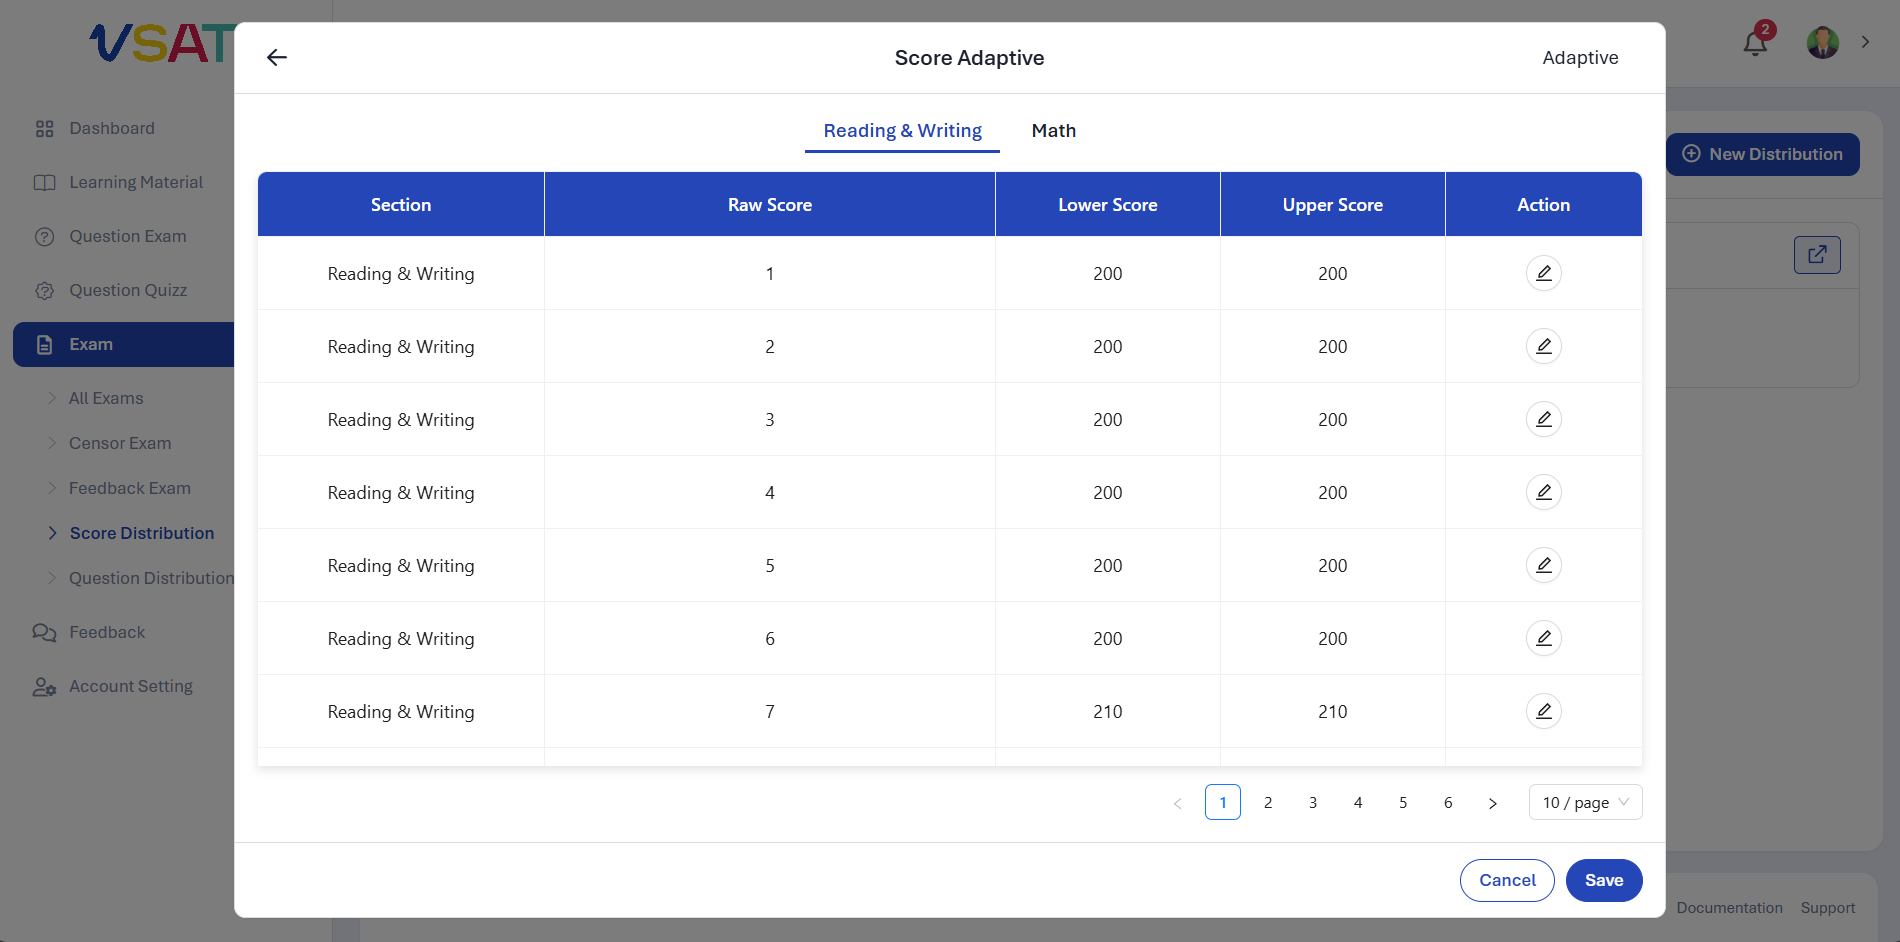 VSAT
Score Adaptive
Adaptive
2
Dashboard
Learning Material
Question Exam
Question Quizz
Exam
All Exams
Censor Exam
Feedback Exam
Score Distribution
Question Distribution
Feedback
Account Setting
New Distribution
Reading & Writing Math
Section Raw Score Lower Score Upper Score Action
Reading & Writing 1 200 200
Reading & Writing 2 200 200
Reading & Writing 3 200 200
Reading & Writing 4 200 200
Reading & Writing 5 200 200
Reading & Writing 6 200 200
Reading & Writing 7 210 210
1 2 3 4 5 6 10 / page
Cancel Save
Documentation Support